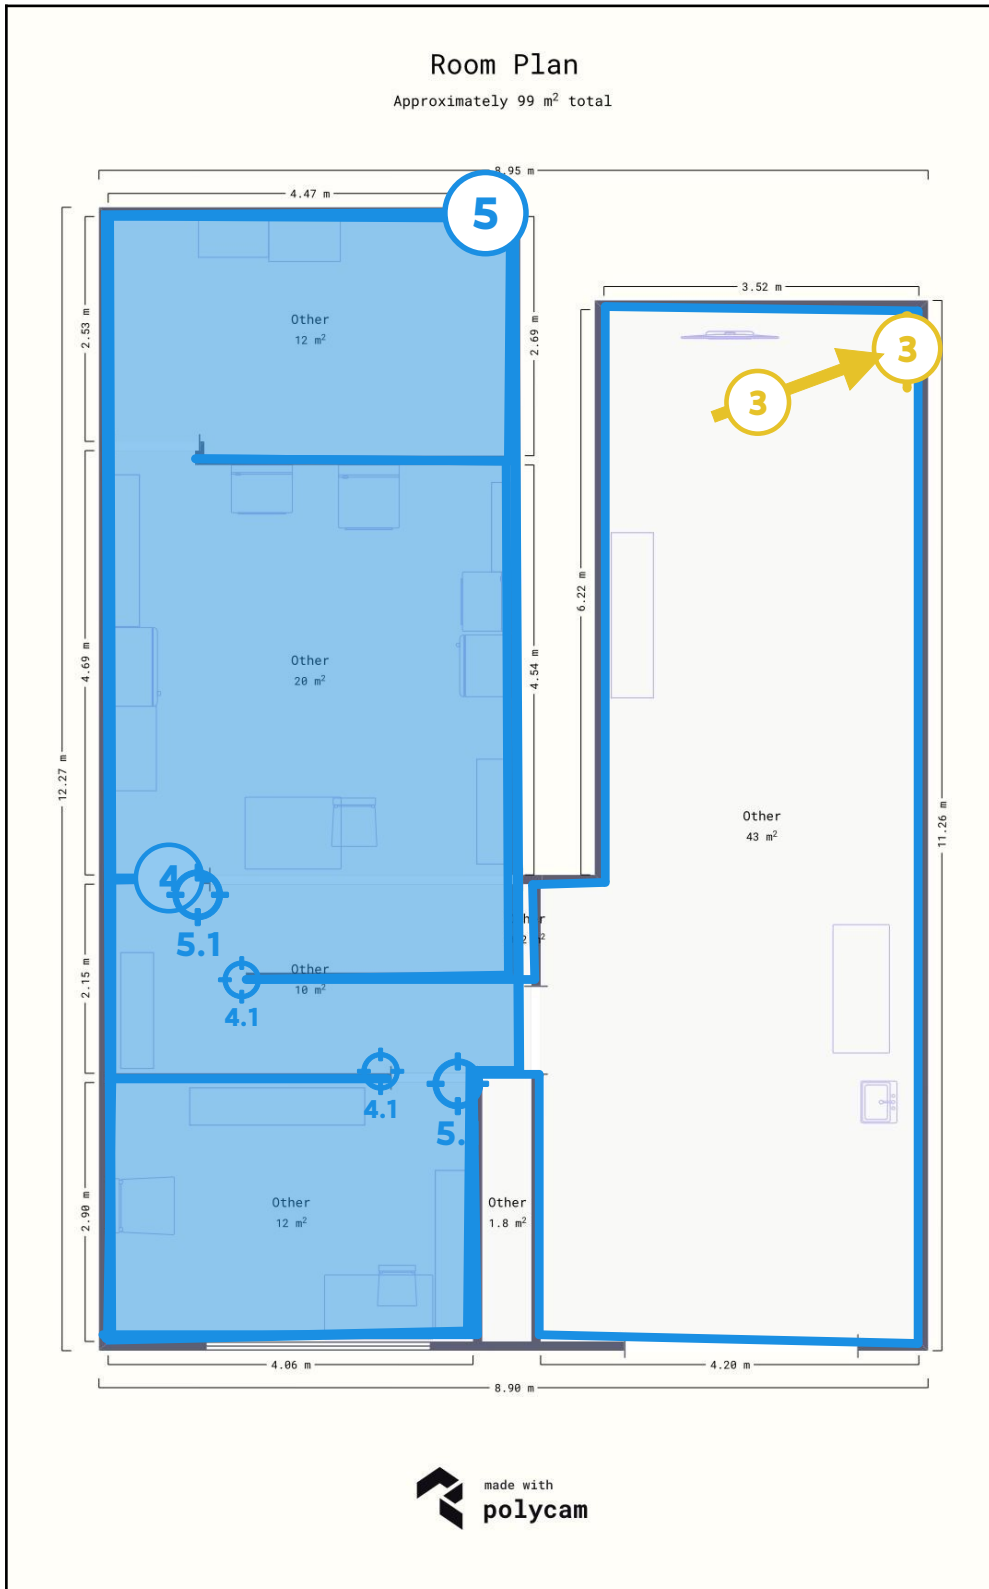 Room Plan
Approximately 99 m² total
8.95 m
4.47 m
5
3.52 m
2.53 m
Other
12 m²
2.69 m
3
3
6.22 m
4.69 m
Other
20 m²
4.54 m
12.27 m
Other
43 m²
11.26 m
4
5.1
2.15 m
Other
10 m²
4.1
4.1
5.
2.90 m
Other
12 m²
Other
1.8 m²
4.06 m
4.20 m
8.90 m
made with
polycam